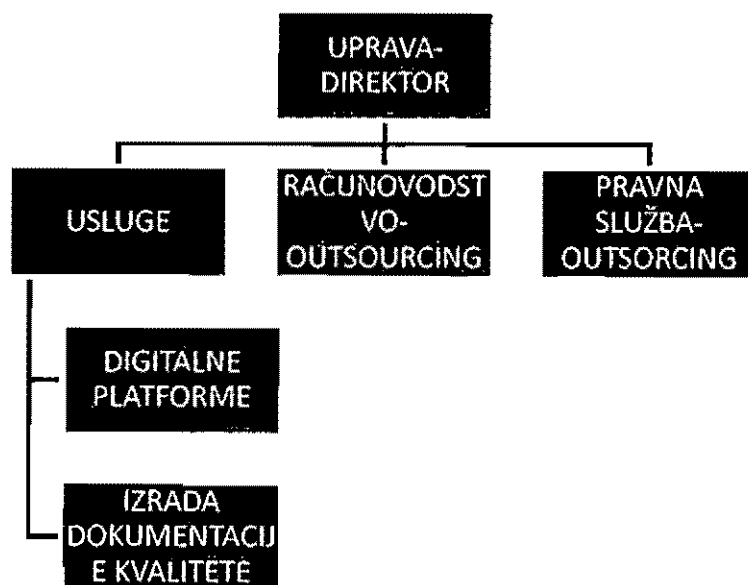 UPRAVA-
DIREKTOR
USLUGE
RAČUNOVODST
VO-
OUTSOURCING
PRAVNA
SLUŽBA-
OUTSORCING
DIGITALNE
PLATFORME
IZRADA
DOKUMENTACIJ
E KVALITETE